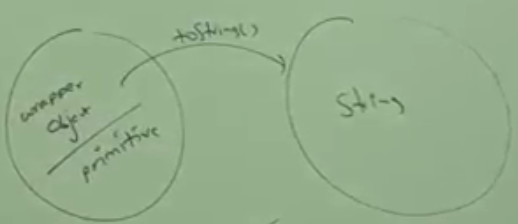 toString()
wrapper
object
primitive
String